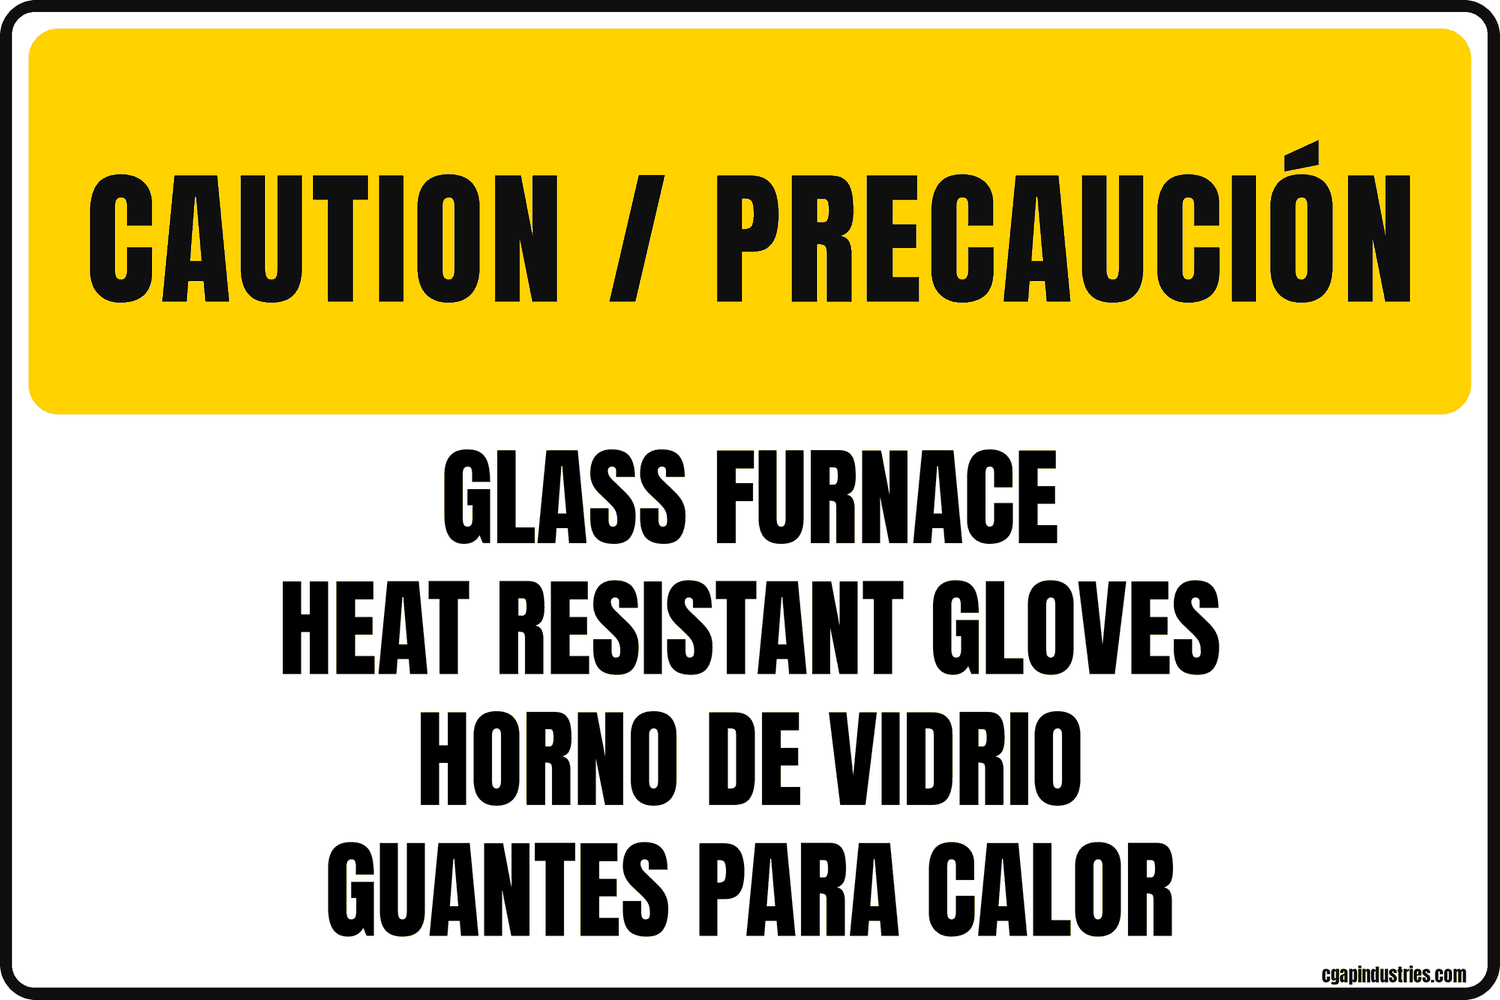 CAUTION / PRECAUCIÓN
GLASS FURNACE
HEAT RESISTANT GLOVES
HORNO DE VIDRIO
GUANTES PARA CALOR
cgapindustries.com